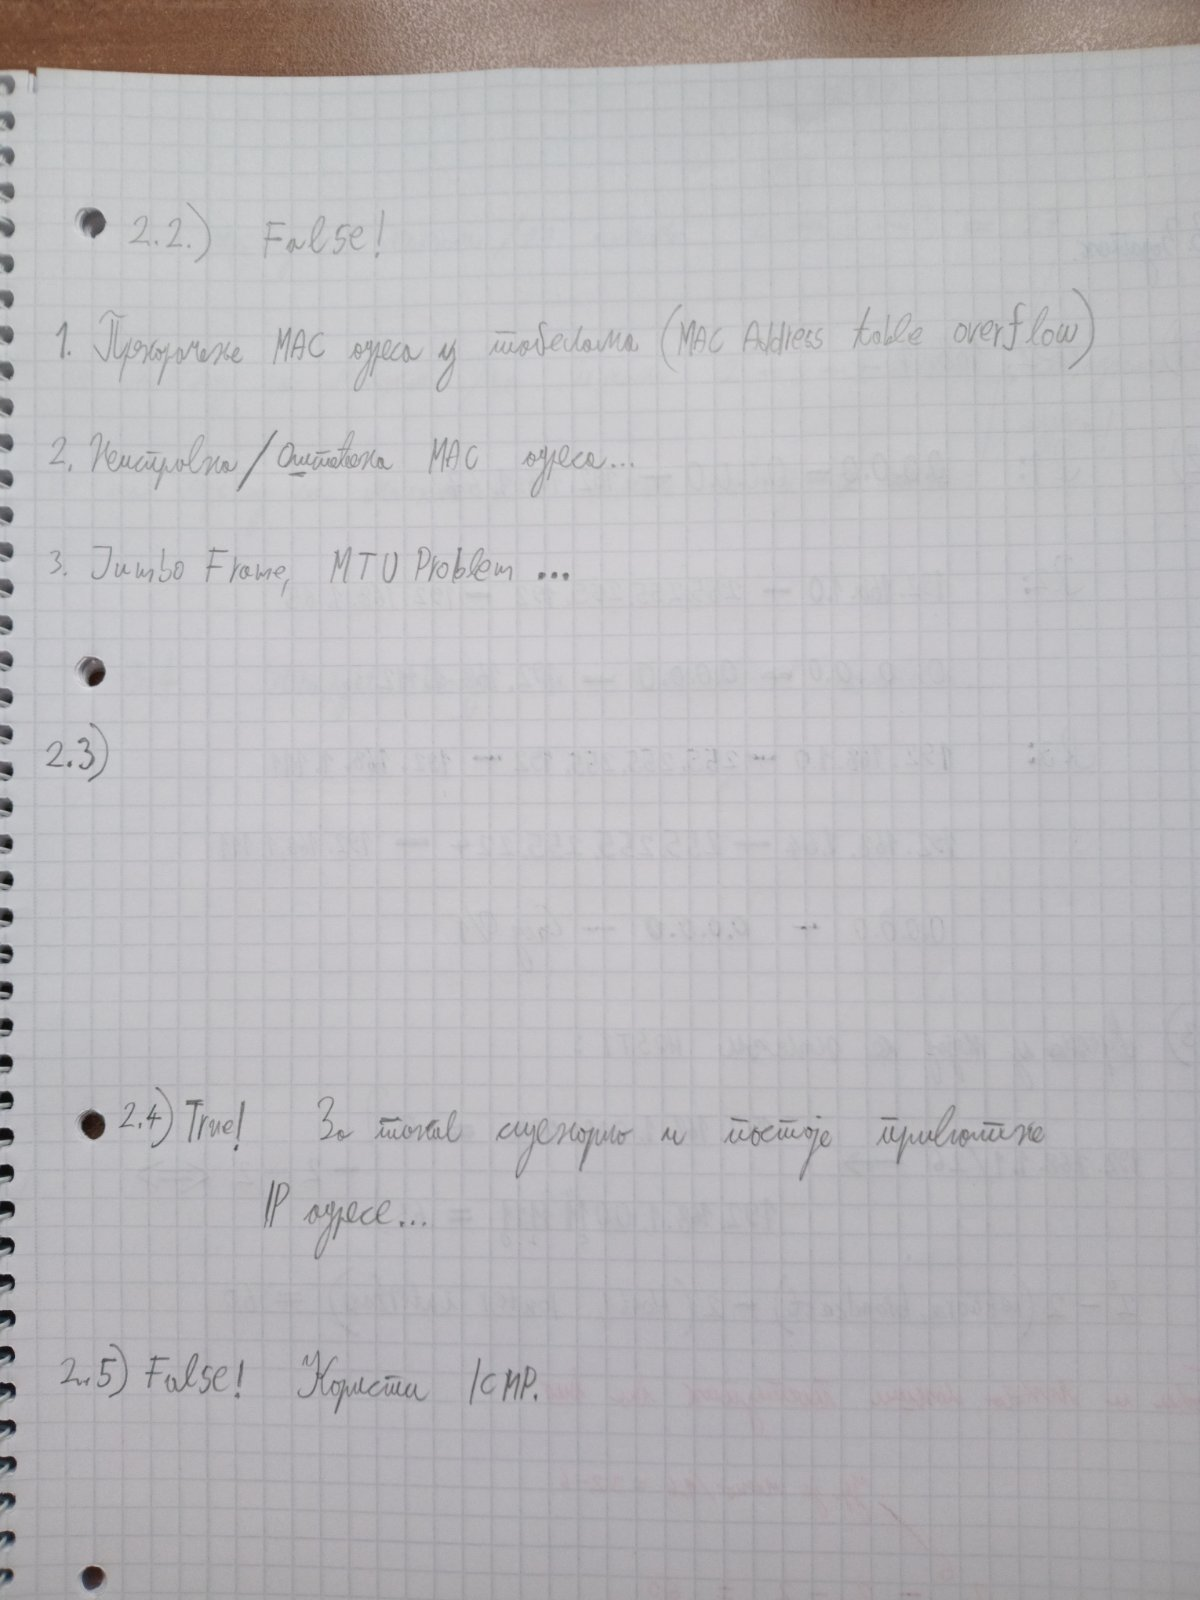 2.2.) False!
1. Прекорачење MAC адреса у табелама (MAC Address table overflow)
2. Неисправна/Оштећена MAC адреса...
3. Jumbo Frame, MTU Problem ...
2.3)
2.4) True! За такав сценарио и постоје приватне
IP адресе...
2.5) False! Користи ICMP.